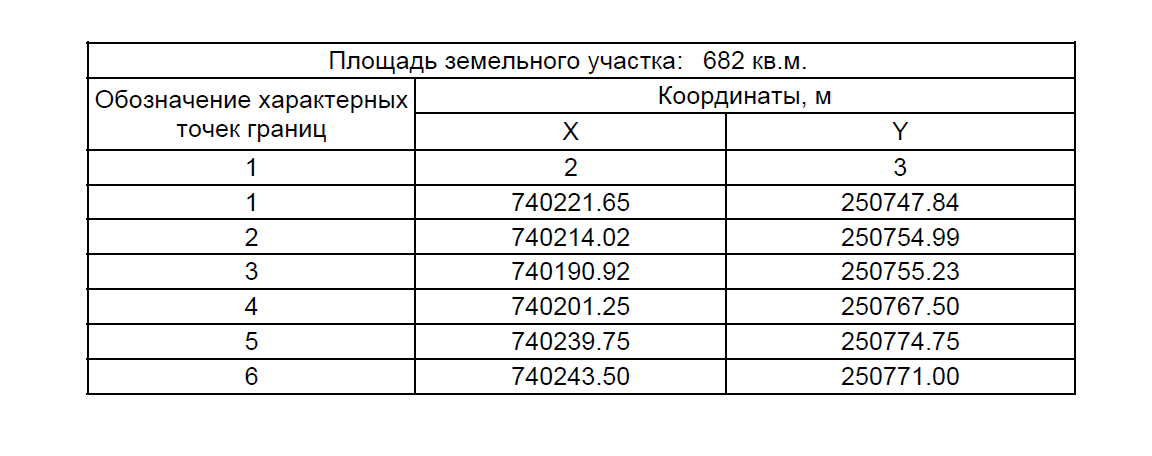 Площадь земельного участка: 682 кв.м.
Обозначение характерных точек границ
Координаты, м
X Y
1 2 3
1 740221.65 250747.84
2 740214.02 250754.99
3 740190.92 250755.23
4 740201.25 250767.50
5 740239.75 250774.75
6 740243.50 250771.00